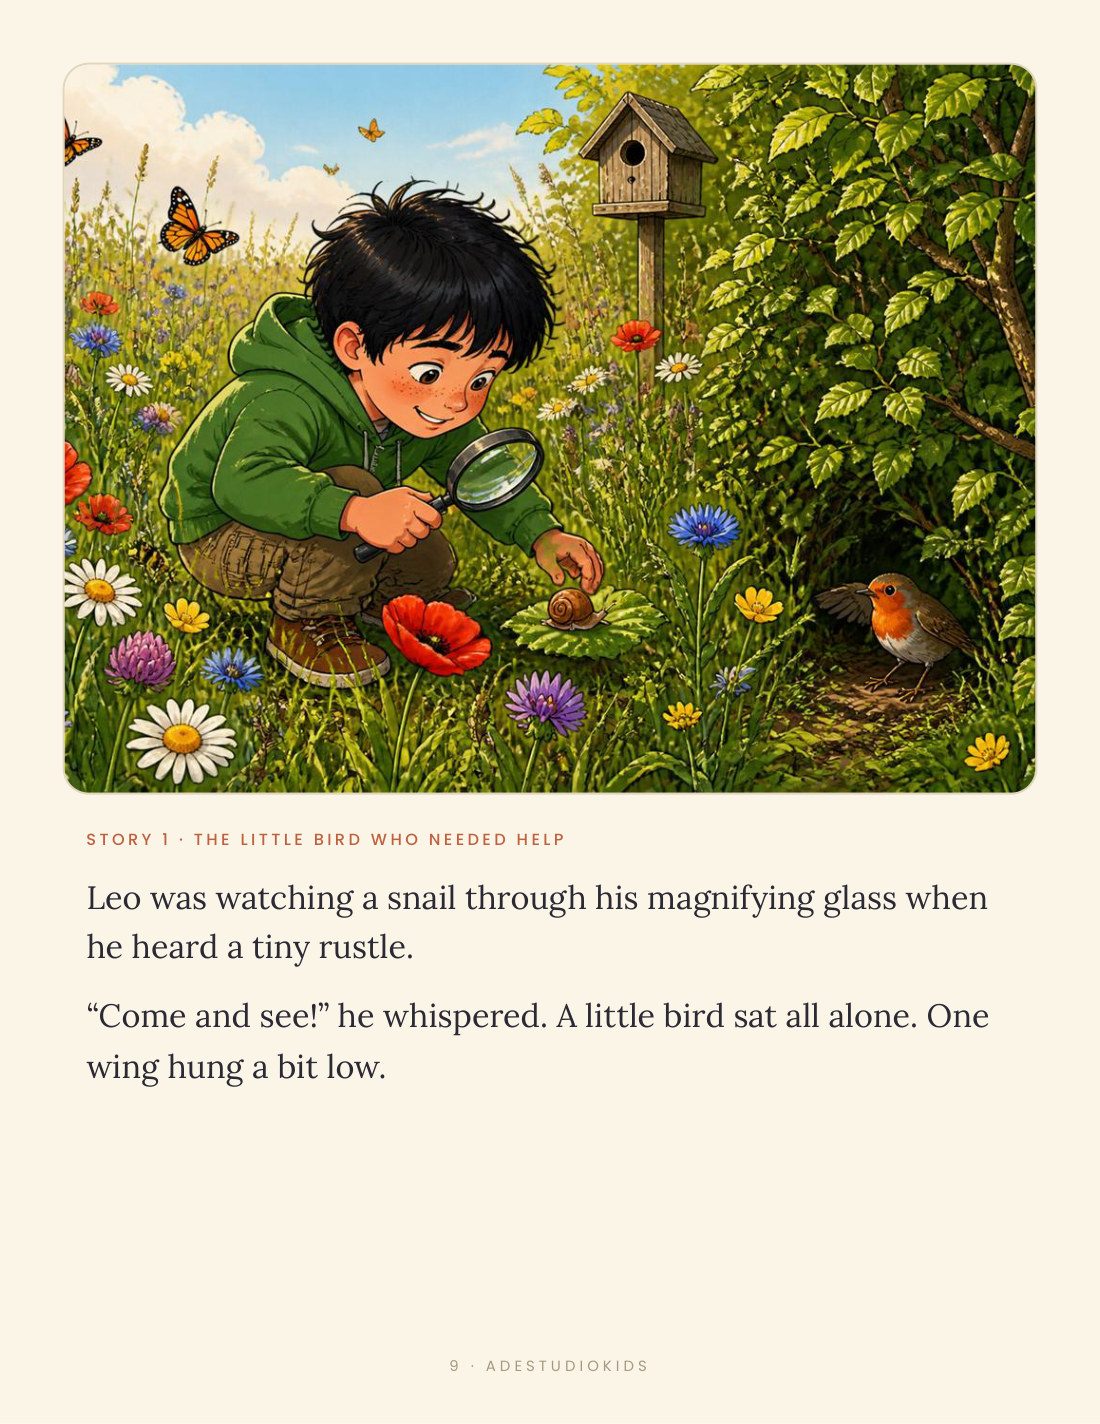 STORY 1 · THE LITTLE BIRD WHO NEEDED HELP
Leo was watching a snail through his magnifying glass when
he heard a tiny rustle.
“Come and see!” he whispered. A little bird sat all alone. One
wing hung a bit low.
9 · ADESTUDIOKIDS